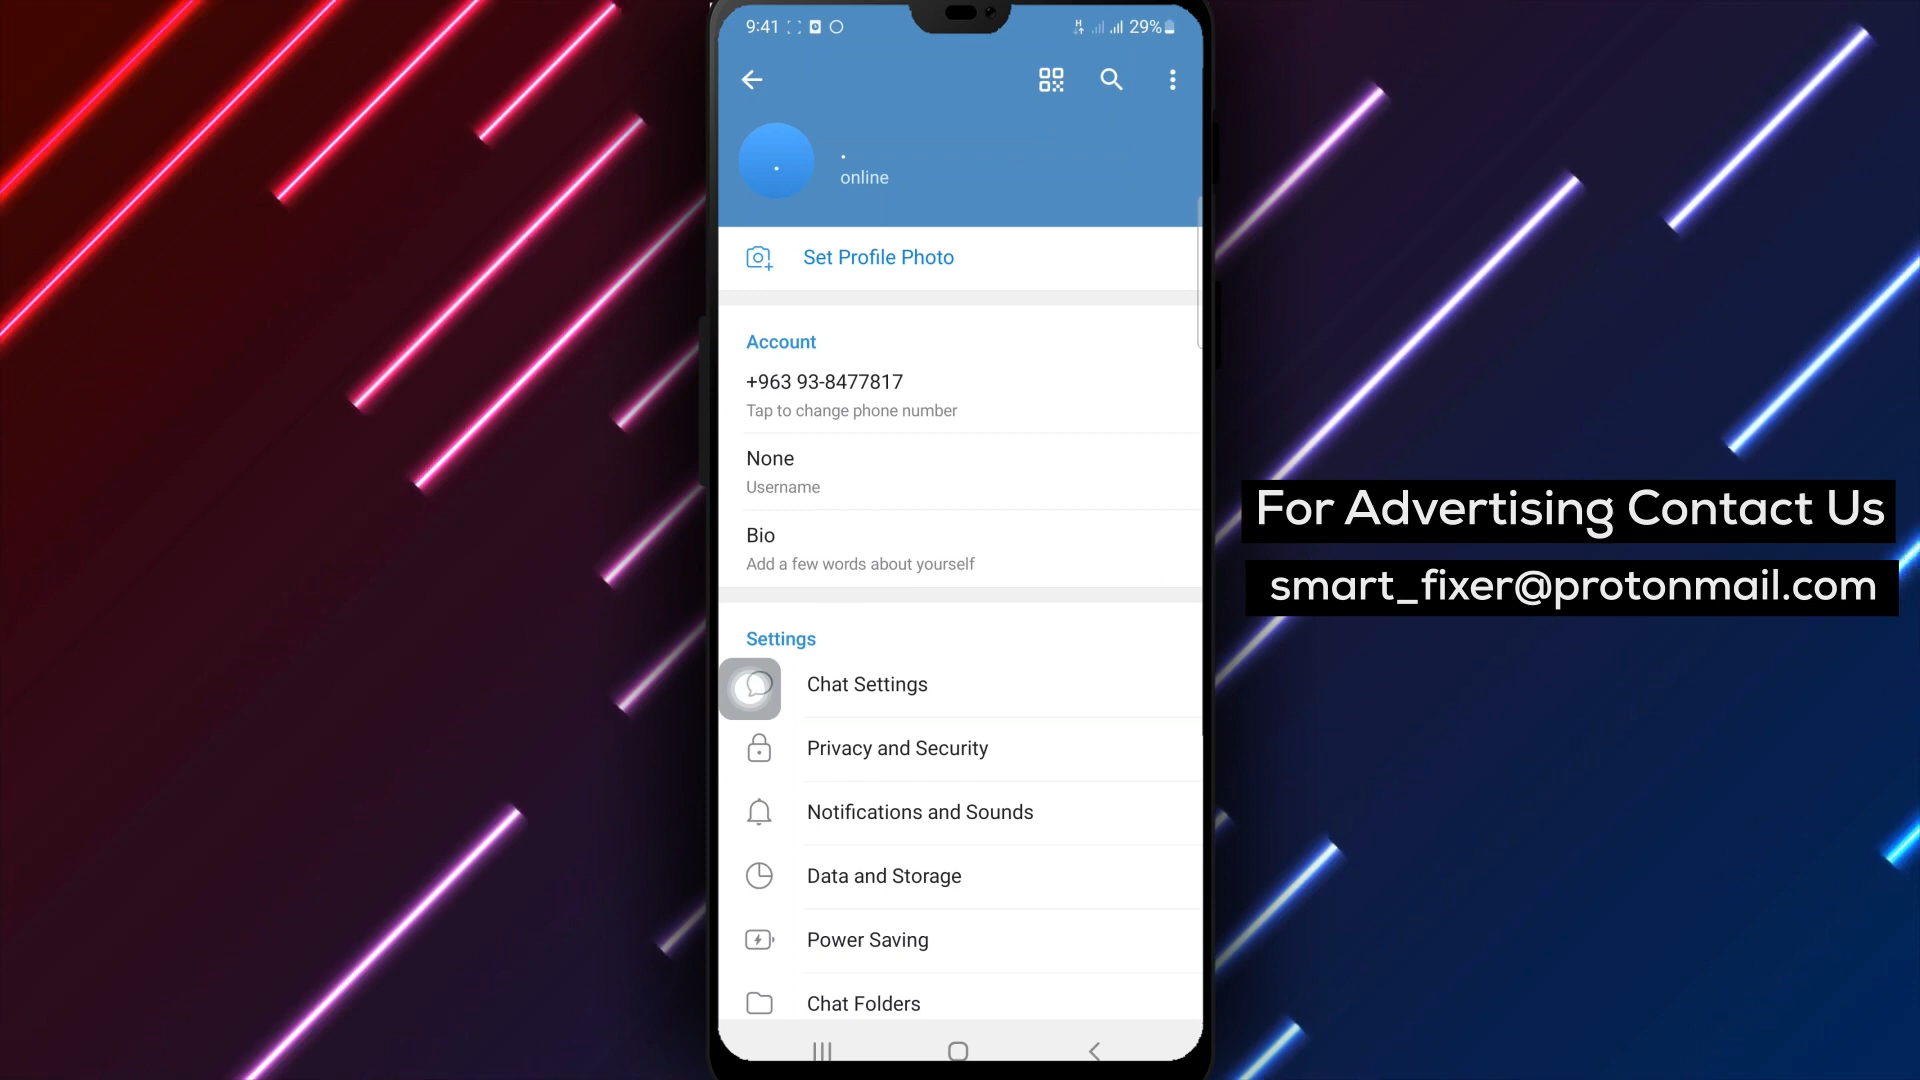 9:41
29%
.
.
online
Set Profile Photo
Account
+963 93-8477817
Tap to change phone number
None
Username
Bio
Add a few words about yourself
Settings
Chat Settings
Privacy and Security
Notifications and Sounds
Data and Storage
Power Saving
Chat Folders
For Advertising Contact Us
smart_fixer@protonmail.com